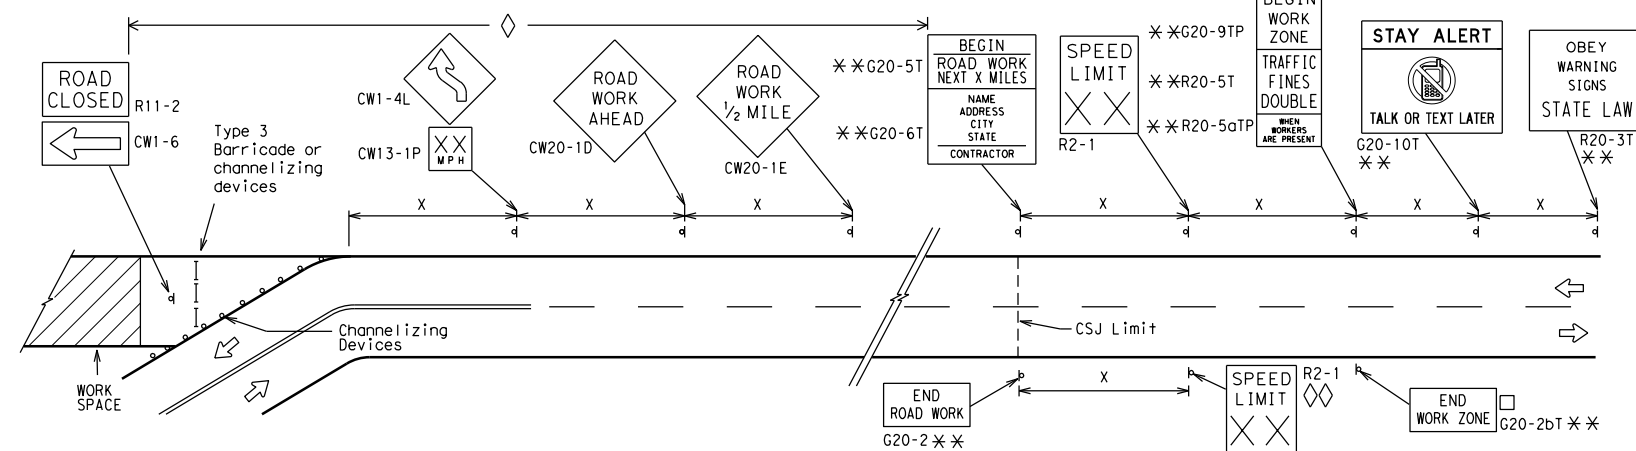 ROAD
CLOSED
R11-2
CW1-6
Type 3
Barricade or
channelizing
devices
CW1-4L
CW13-1P
XX
MPH
ROAD
WORK
AHEAD
CW20-1D
ROAD
WORK
1/2 MILE
CW20-1E
**G20-5T
**G20-6T
BEGIN
ROAD WORK
NEXT X MILES
NAME
ADDRESS
CITY
STATE
CONTRACTOR
SPEED
LIMIT
XX
R2-1
**G20-9TP
**R20-5T
**R20-5aTP
BEGIN
WORK
ZONE
TRAFFIC
FINES
DOUBLE
WHEN
WORKERS
ARE PRESENT
STAY ALERT
TALK OR TEXT LATER
G20-10T
**
OBEY
WARNING
SIGNS
STATE LAW
R20-3T
**
X
X
X
X
X
X
X
Channelizing
Devices
CSJ Limit
WORK
SPACE
END
ROAD WORK
G20-2 **
X
SPEED
LIMIT
XX
R2-1
END
WORK ZONE
G20-2bT **